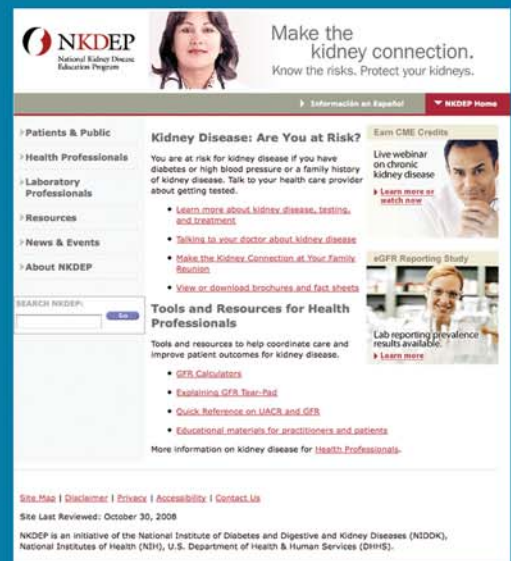 NKDEP
National Kidney Disease
Education Program
Make the
kidney connection.
Know the risks. Protect your kidneys.
Información en Español
NKDEP Home
Patients & Public
Health Professionals
Laboratory
Professionals
Resources
News & Events
About NKDEP
SEARCH NKDEP:
Go
Kidney Disease: Are You at Risk?
You are at risk for kidney disease if you have
diabetes or high blood pressure or a family history
of kidney disease. Talk to your health care provider
about getting tested.
• Learn more about kidney disease, testing,
and treatment
• Talking to your doctor about kidney disease
• Make the Kidney Connection at Your Family
Reunion
• View or download brochures and fact sheets
Tools and Resources for Health
Professionals
Tools and resources to help coordinate care and
improve patient outcomes for kidney disease.
• GFR Calculators
• Explaining GFR Tear-Pad
• Quick Reference on UACR and GFR
• Educational materials for practitioners and patients
More information on kidney disease for Health Professionals.
Earn CME Credits
Live webinar
on chronic
kidney disease
Learn more or
watch now
eGFR Reporting Study
Lab reporting prevalence
results available.
Learn more
Site Map | Disclaimer | Privacy | Accessibility | Contact Us
Site Last Reviewed: October 30, 2008
NKDEP is an initiative of the National Institute of Diabetes and Digestive and Kidney Diseases (NIDDK),
National Institutes of Health (NIH), U.S. Department of Health & Human Services (DHHS).